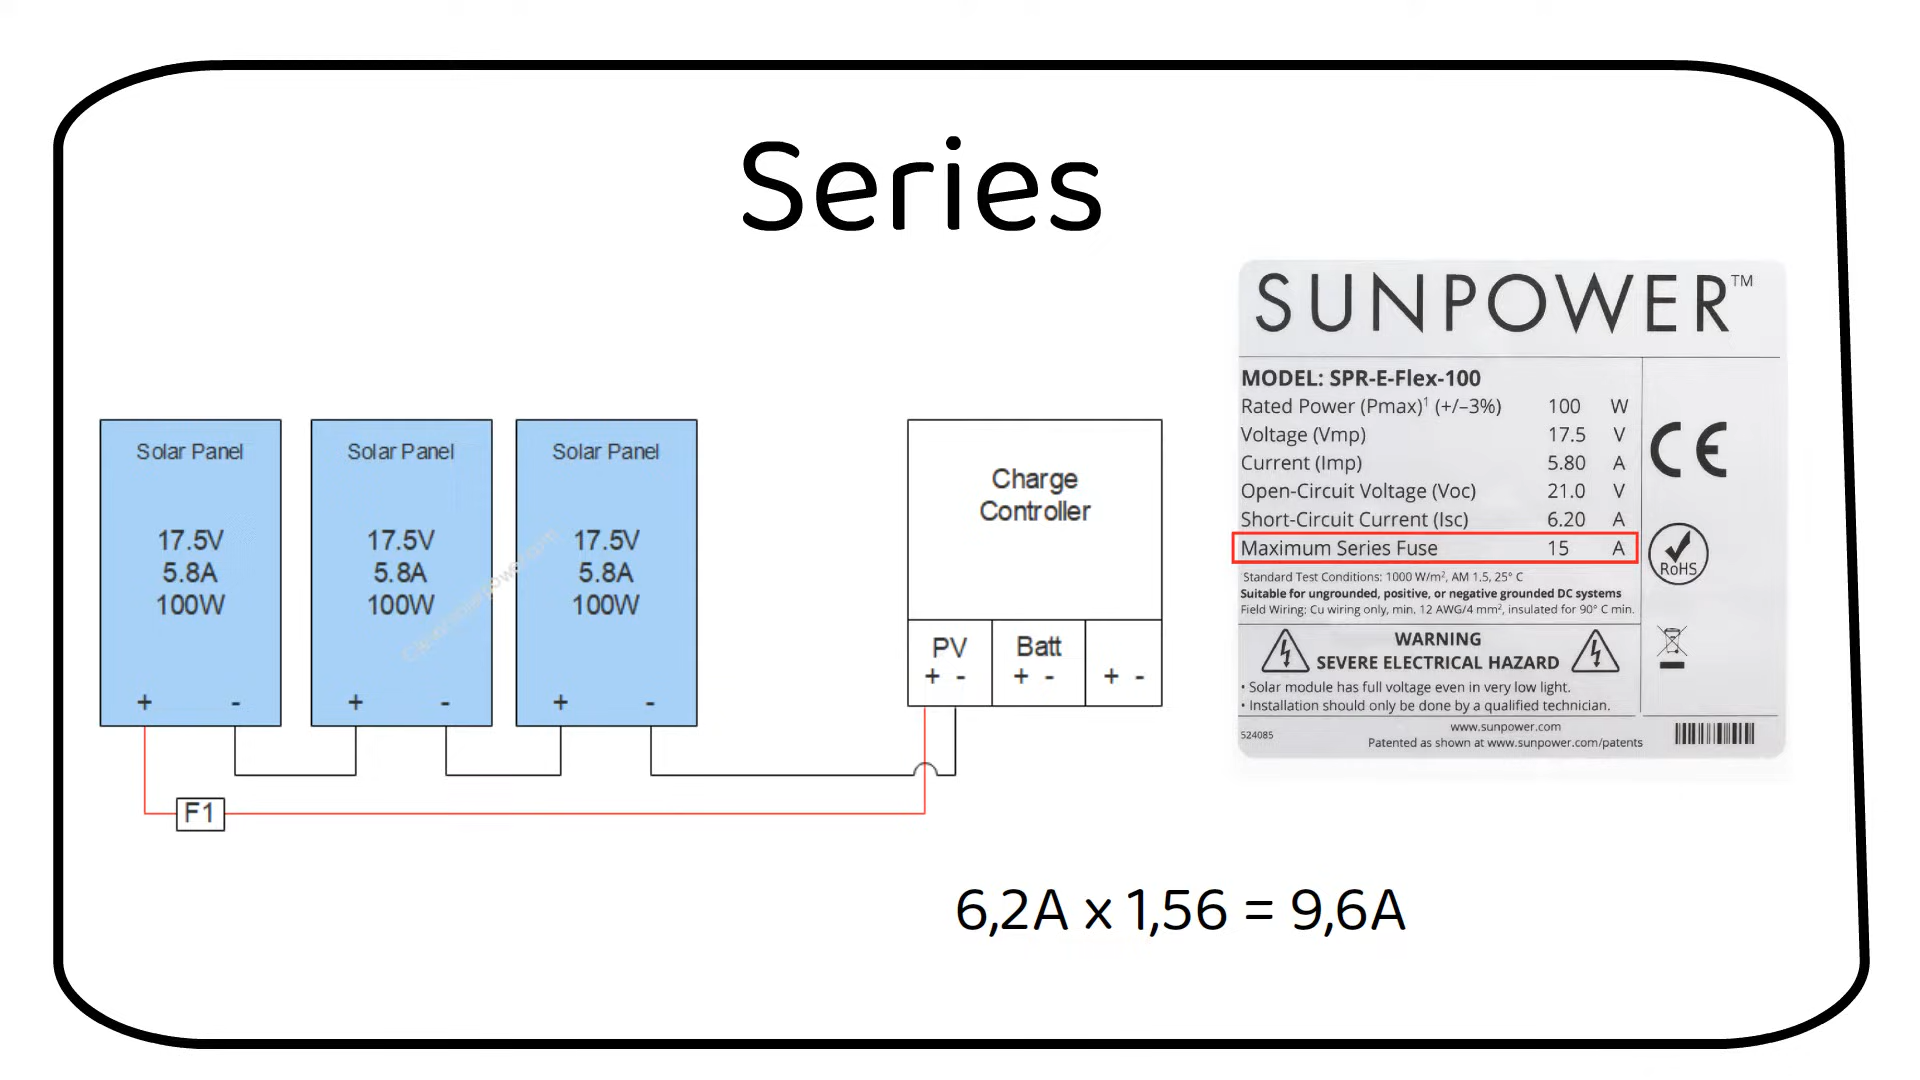 Series
Solar Panel
17.5V
5.8A
100W
+ -
Solar Panel
17.5V
5.8A
100W
+ -
Solar Panel
17.5V
5.8A
100W
+ -
F1
Charge
Controller
PV
+ -
Batt
+ -
+ -
SUNPOWER™
MODEL: SPR-E-Flex-100
Rated Power (Pmax)¹ (+/–3%) 100 W
Voltage (Vmp) 17.5 V
Current (Imp) 5.80 A
Open-Circuit Voltage (Voc) 21.0 V
Short-Circuit Current (Isc) 6.20 A
Maximum Series Fuse 15 A
Standard Test Conditions: 1000 W/m², AM 1.5, 25° C
Suitable for ungrounded, positive, or negative grounded DC systems
Field Wiring: Cu wiring only, min. 12 AWG/4 mm², insulated for 90° C min.
WARNING
SEVERE ELECTRICAL HAZARD
• Solar module has full voltage even in very low light.
• Installation should only be done by a qualified technician.
524085
www.sunpower.com
Patented as shown at www.sunpower.com/patents
CE
RoHS
6,2A x 1,56 = 9,6A